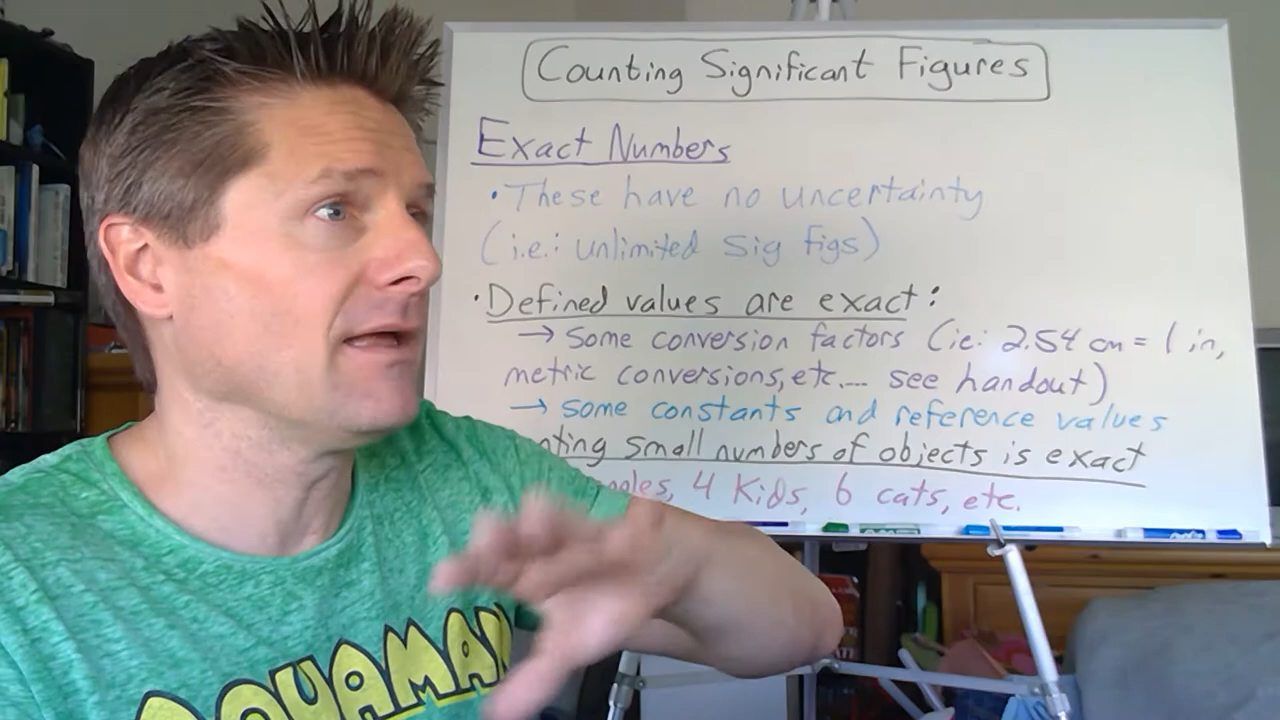 Counting Significant Figures
Exact Numbers
• These have no uncertainty
(i.e.: unlimited sig figs)
• Defined values are exact:
→ Some conversion factors (ie: 2.54 cm = 1 in,
metric conversions, etc.... see handout)
→ some constants and reference values
small numbers of objects is exact
4 Kids, 6 cats, etc.
AQUAMAN